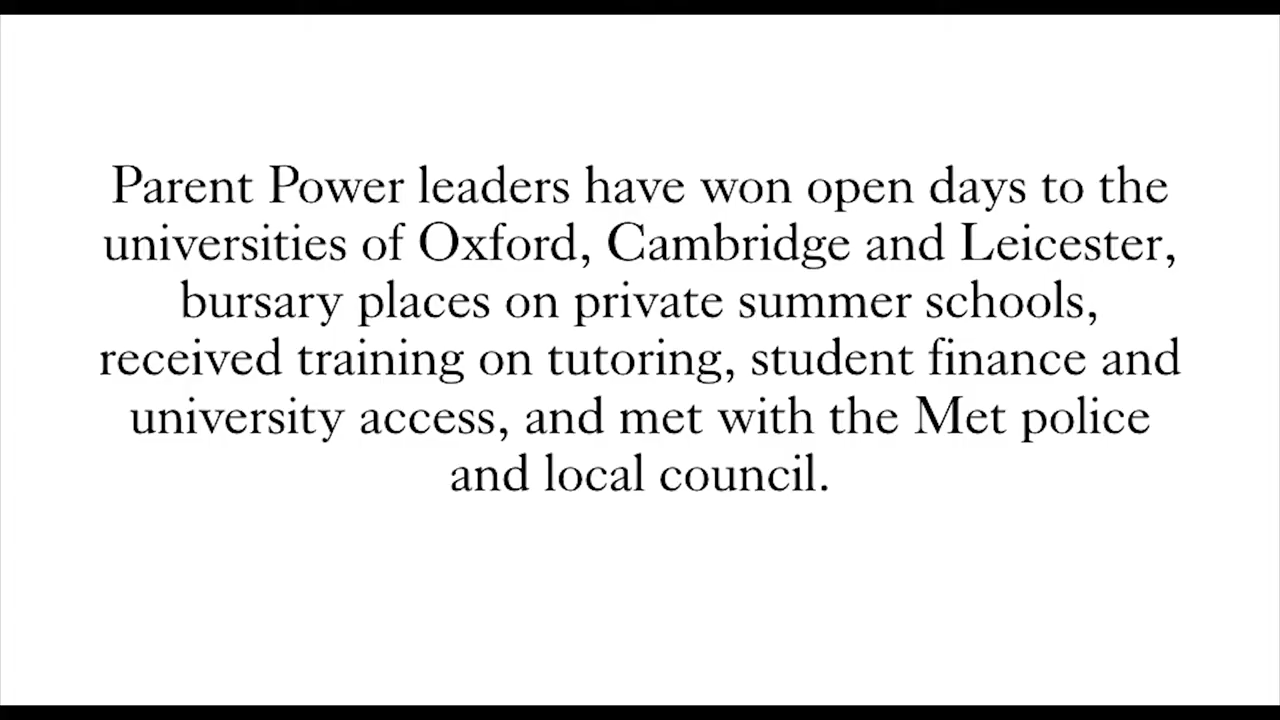 Parent Power leaders have won open days to the
universities of Oxford, Cambridge and Leicester,
bursary places on private summer schools,
received training on tutoring, student finance and
university access, and met with the Met police
and local council.